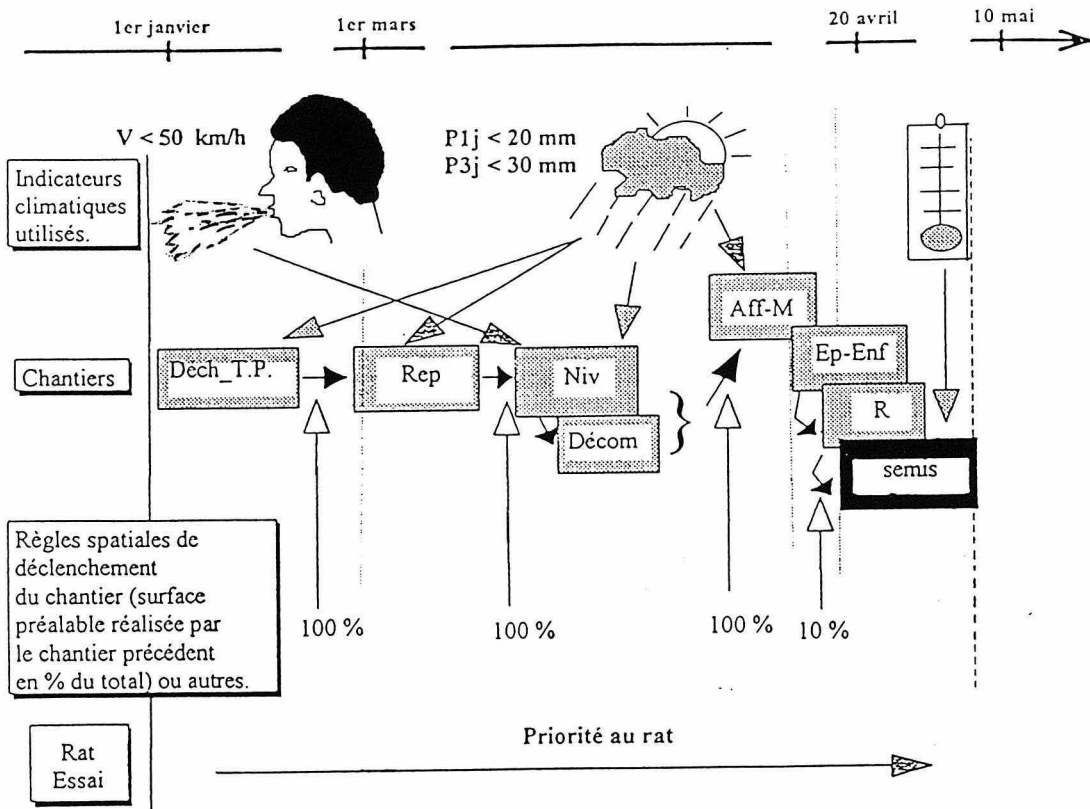 1er janvier
1er mars
20 avril
10 mai
V < 50 km/h
P1j < 20 mm
P3j < 30 mm
Indicateurs
climatiques
utilisés.
Chantiers
Déch_T.P.
Rep
Niv
Décom
Aff-M
Ep-Enf
R
semis
Règles spatiales de
déclenchement
du chantier (surface
préalable réalisée par
le chantier précédent
en % du total) ou autres.
100 %
100 %
100 %
10 %
Rat
Essai
Priorité au rat